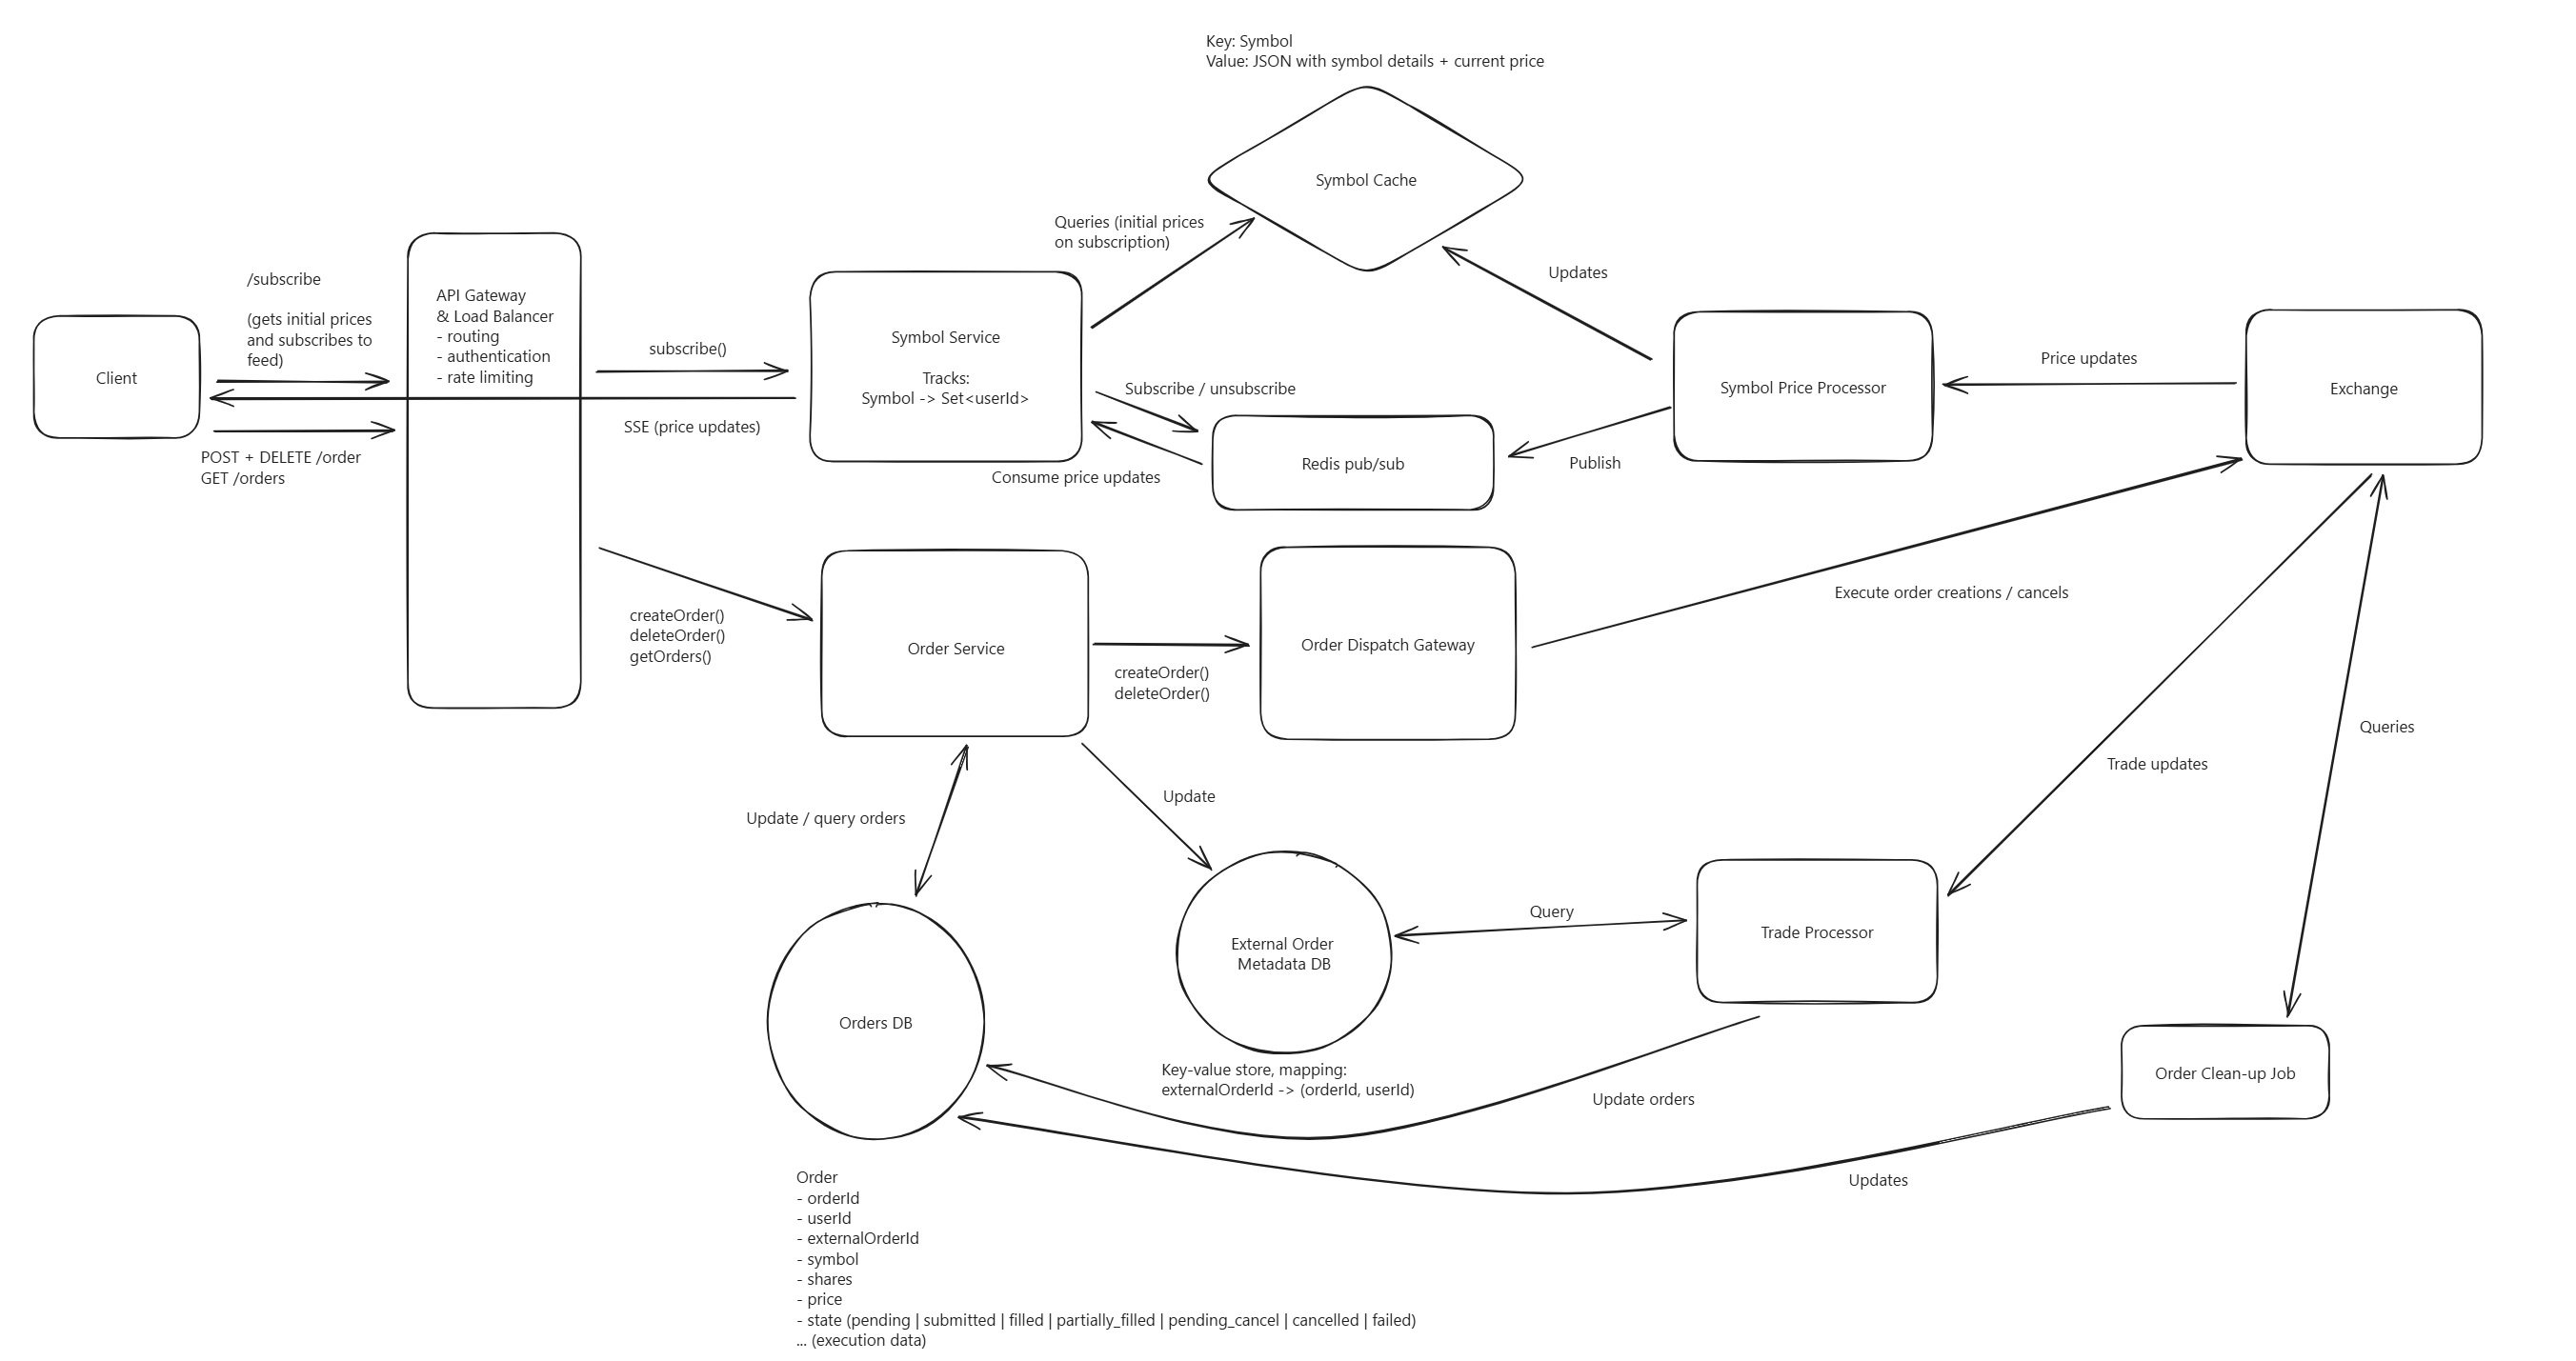 Key: Symbol
Value: JSON with symbol details + current price
Symbol Cache
Queries (initial prices
on subscription)
Updates
/subscribe
(gets initial prices
and subscribes to
feed)
Client
API Gateway
& Load Balancer
- routing
- authentication
- rate limiting
subscribe()
SSE (price updates)
POST + DELETE /order
GET /orders
Symbol Service
Tracks:
Symbol -> Set<userId>
Subscribe / unsubscribe
Consume price updates
Redis pub/sub
Publish
Symbol Price Processor
Price updates
Exchange
createOrder()
deleteOrder()
getOrders()
Order Service
createOrder()
deleteOrder()
Order Dispatch Gateway
Execute order creations / cancels
Trade updates
Queries
Update / query orders
Update
External Order
Metadata DB
Query
Trade Processor
Orders DB
Key-value store, mapping:
externalOrderId -> (orderId, userId)
Update orders
Order Clean-up Job
Updates
Order
- orderId
- userId
- externalOrderId
- symbol
- shares
- price
- state (pending | submitted | filled | partially_filled | pending_cancel | cancelled | failed)
... (execution data)